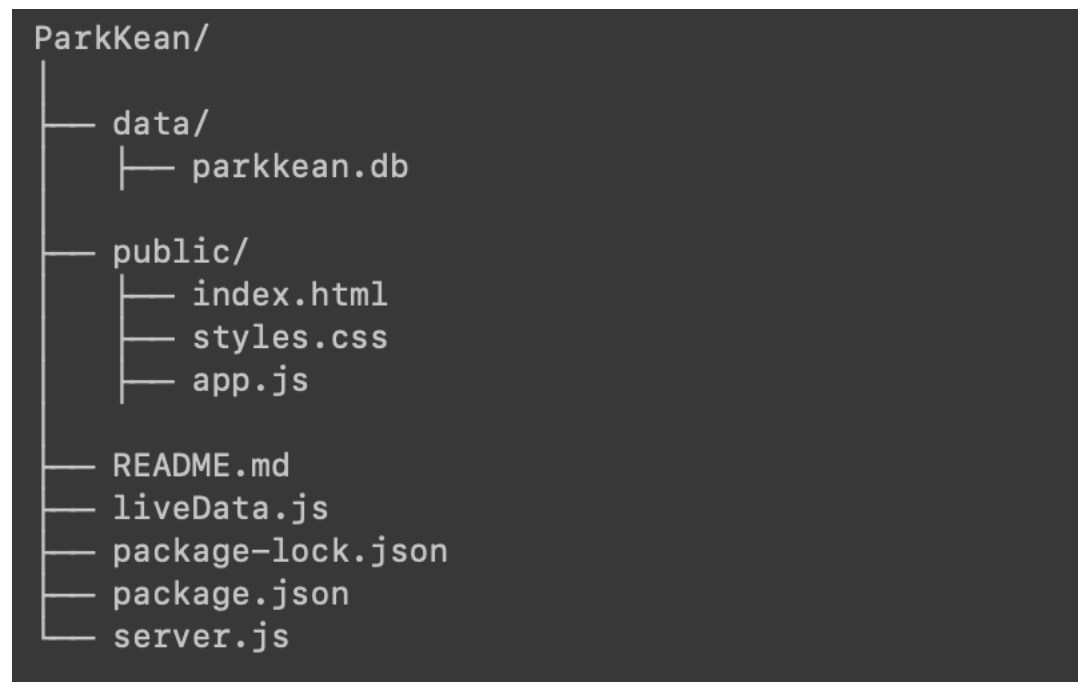 ParkKean/
├── data/
├── parkkean.db
├── public/
├── index.html
├── styles.css
├── app.js
├── README.md
├── liveData.js
├── package-lock.json
├── package.json
└── server.js